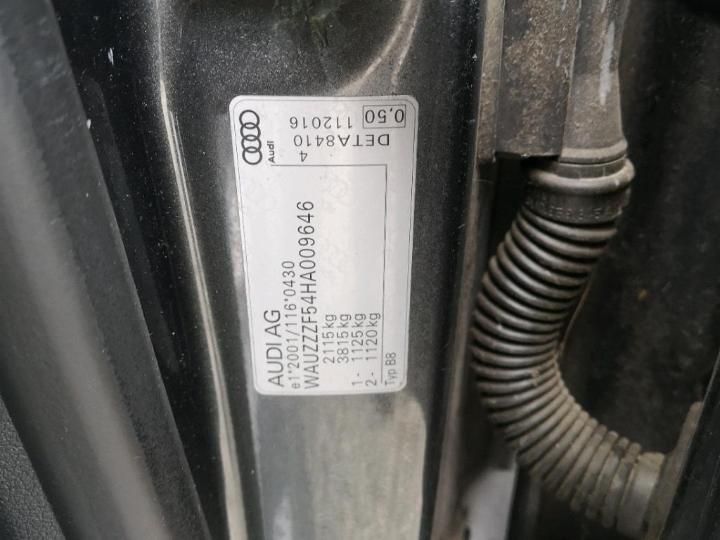 AUDI AG
e1*2001/116*0430
WAUZZZF54HA009646
2115kg
3815kg
1- 1125kg
2- 1120kg
Typ B8
Audi
4
DETA8410
112016
0,50